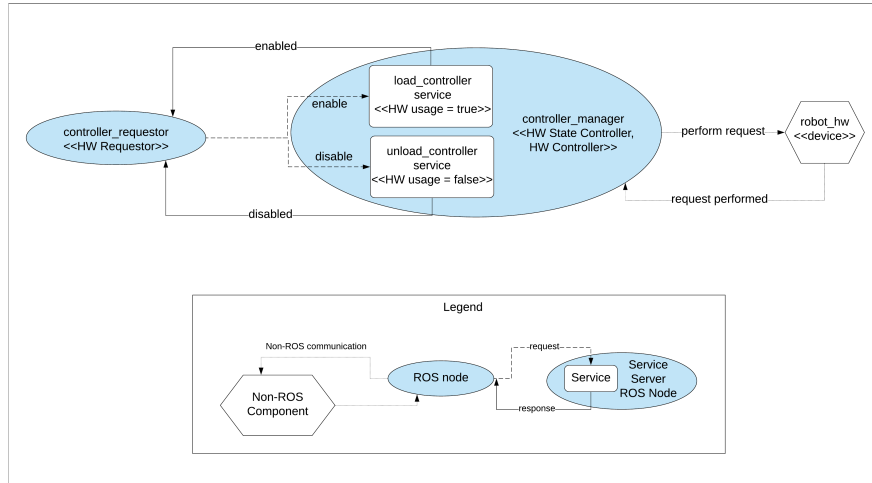 enabled
load_controller
service
<<HW usage = true>>
enable
controller_requestor
<<HW Requestor>>
disable
unload_controller
service
<<HW usage = false>>
disabled
controller_manager
<<HW State Controller,
HW Controller>>
perform request
robot_hw
<<device>>
request performed
Legend
Non-ROS communication
Non-ROS
Component
ROS node
request
Service
Service
Server
ROS Node
response